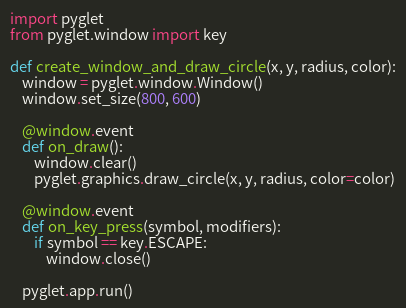 import pyglet
from pyglet.window import key

def create_window_and_draw_circle(x, y, radius, color):
    window = pyglet.window.Window()
    window.set_size(800, 600)

    @window.event
    def on_draw():
        window.clear()
        pyglet.graphics.draw_circle(x, y, radius, color=color)

    @window.event
    def on_key_press(symbol, modifiers):
        if symbol == key.ESCAPE:
            window.close()

    pyglet.app.run()